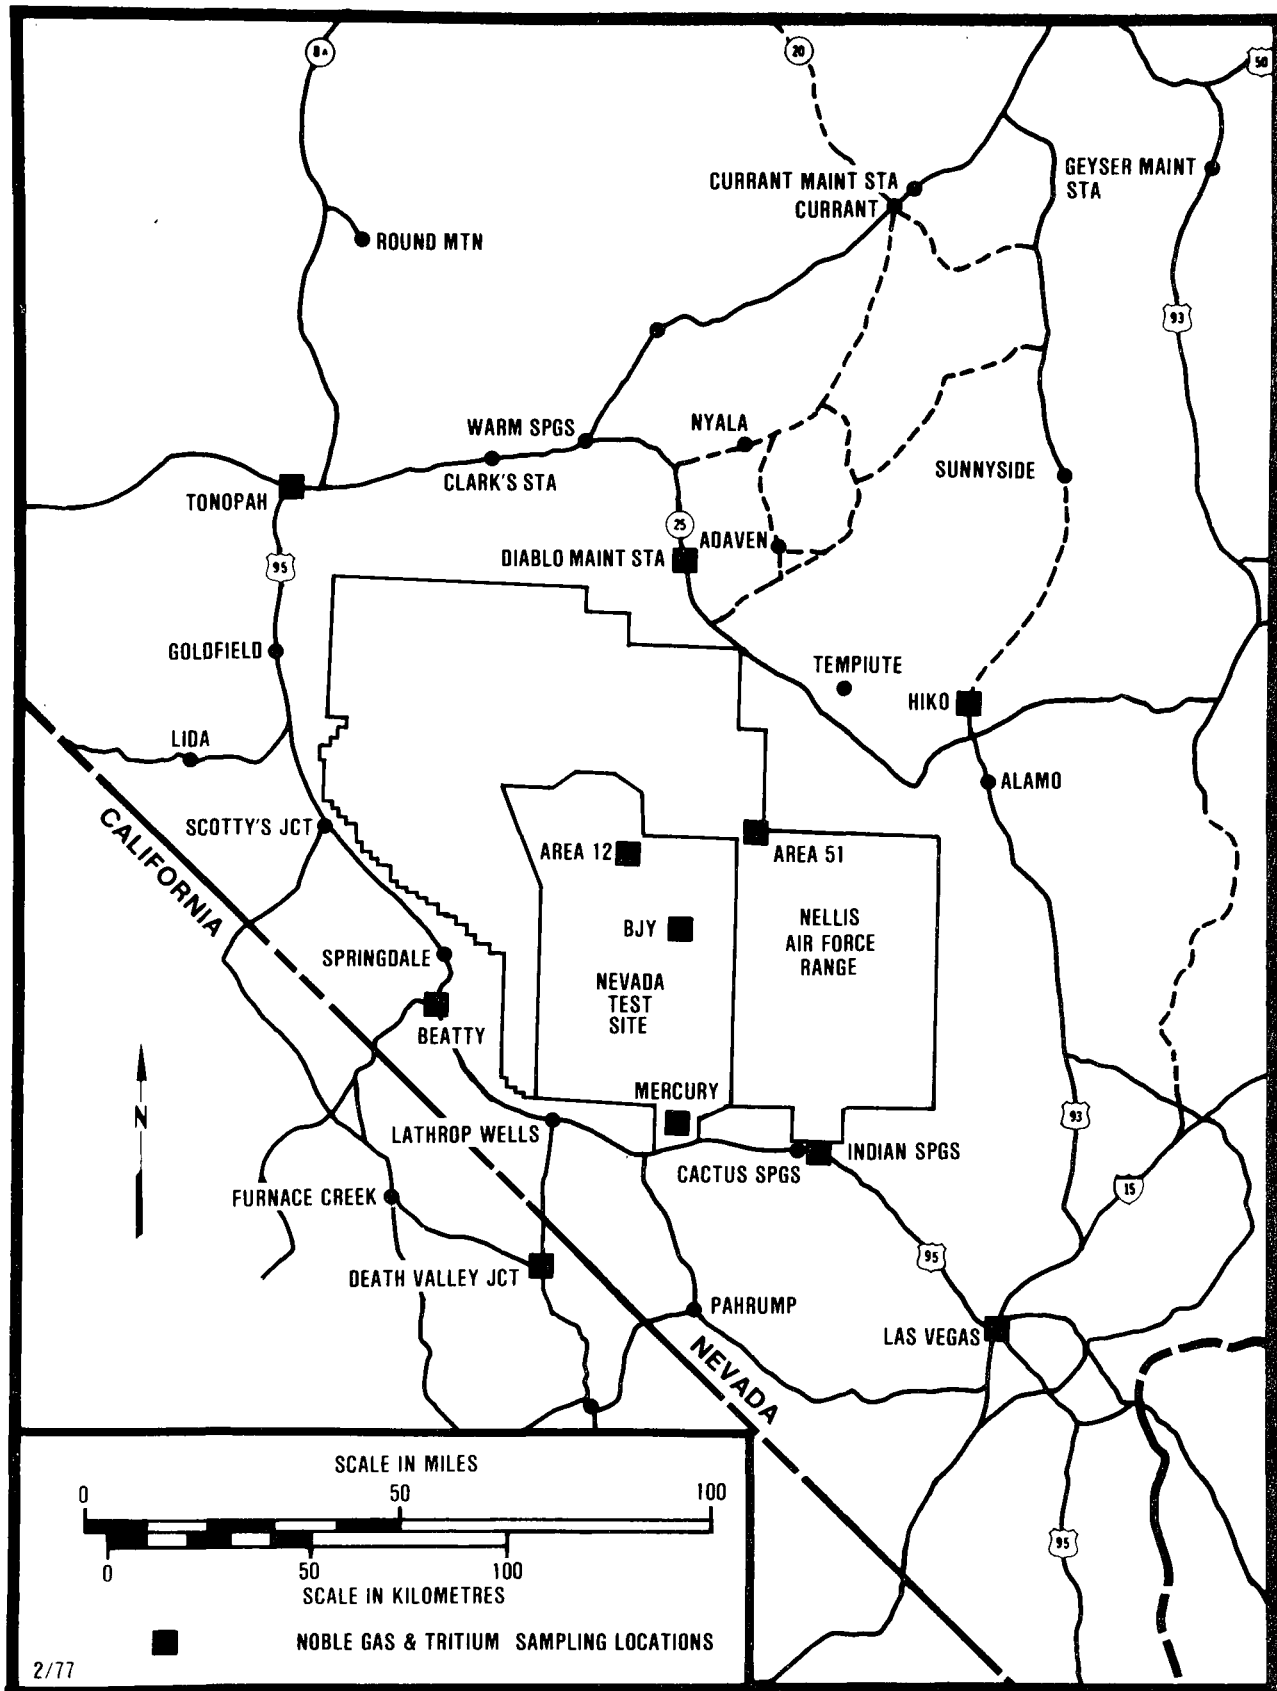 8A
20
50
CURRANT MAINT STA
CURRANT
GEYSER MAINT
STA
ROUND MTN
93
WARM SPGS
NYALA
CLARK'S STA
SUNNYSIDE
TONOPAH
25
ADAVEN
DIABLO MAINT STA
95
GOLDFIELD
TEMPIUTE
HIKO
LIDA
ALAMO
SCOTTY'S JCT
CALIFORNIA
AREA 12
AREA 51
BJY
NELLIS
AIR FORCE
RANGE
SPRINGDALE
NEVADA
TEST
SITE
BEATTY
N
MERCURY
93
LATHROP WELLS
INDIAN SPGS
CACTUS SPGS
15
FURNACE CREEK
95
DEATH VALLEY JCT
PAHRUMP
LAS VEGAS
NEVADA
SCALE IN MILES
0 50 100
0 50 100
SCALE IN KILOMETRES
95
NOBLE GAS & TRITIUM SAMPLING LOCATIONS
2/77